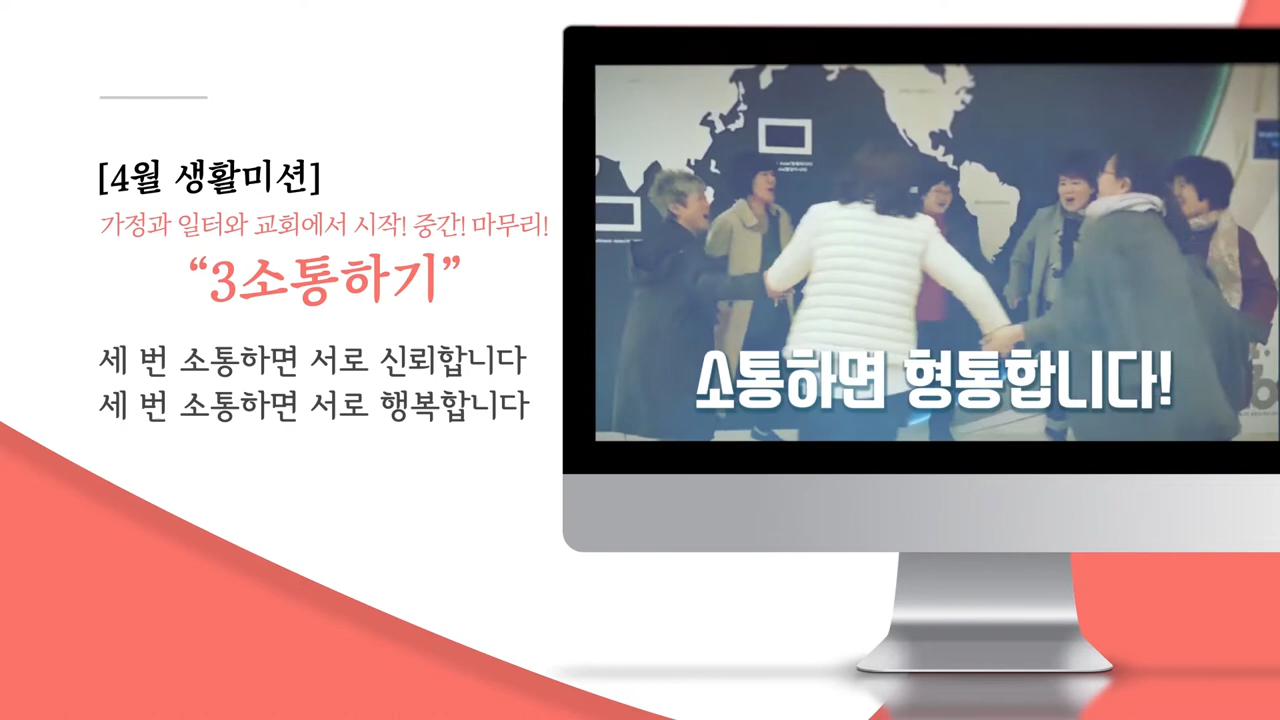 [4월 생활미션]
가정과 일터와 교회에서 시작! 중간! 마무리!
“3소통하기”
세 번 소통하면 서로 신뢰합니다
세 번 소통하면 서로 행복합니다
소통하면 형통합니다!